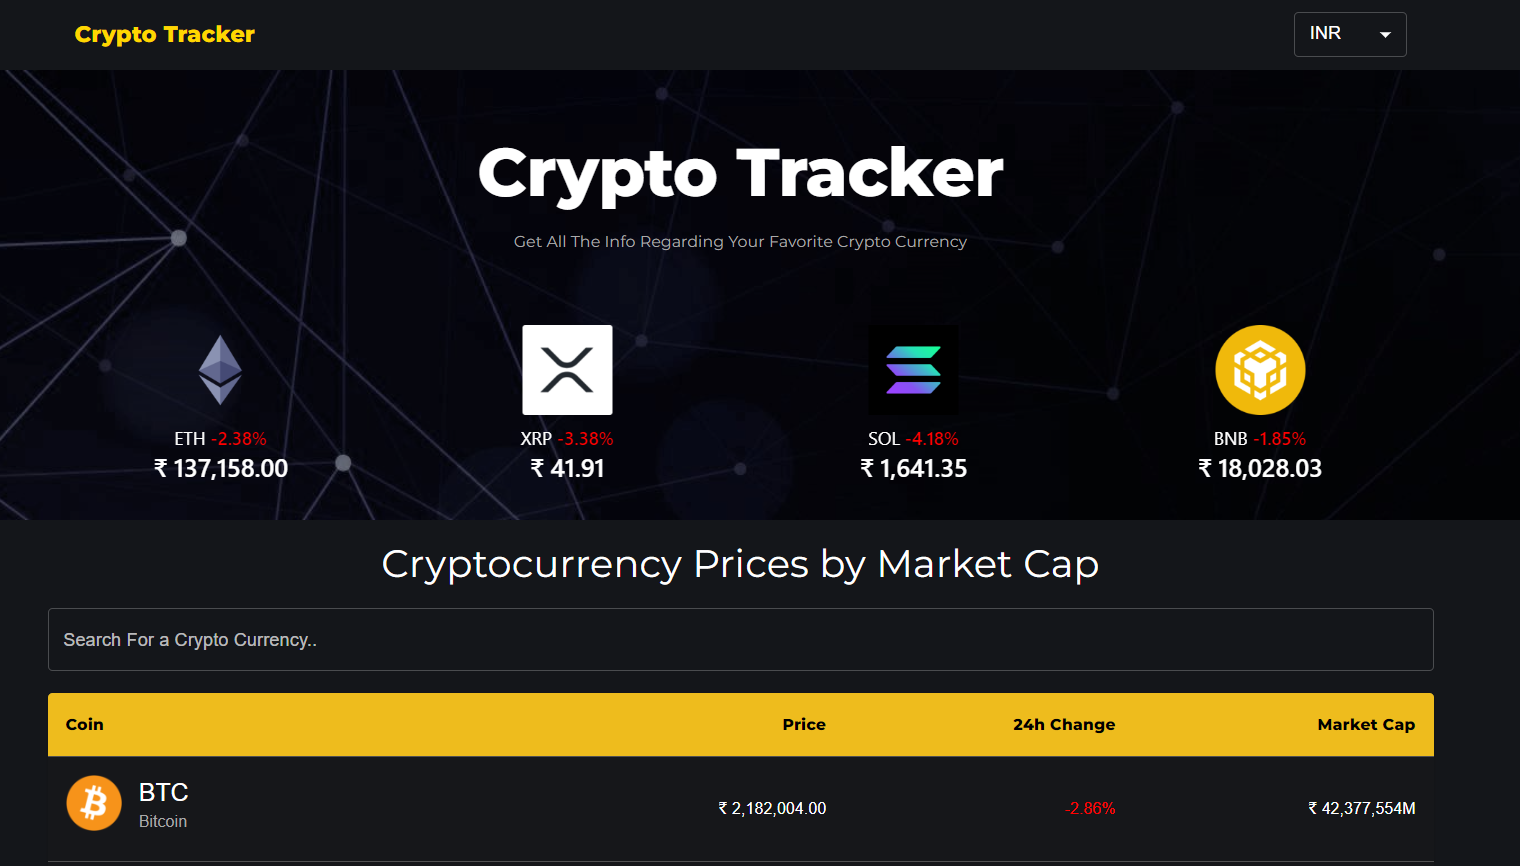 Crypto Tracker
INR
Crypto Tracker
Get All The Info Regarding Your Favorite Crypto Currency
ETH -2.38%
₹ 137,158.00
XRP -3.38%
₹ 41.91
SOL -4.18%
₹ 1,641.35
BNB -1.85%
₹ 18,028.03
Cryptocurrency Prices by Market Cap
Search For a Crypto Currency..
Coin Price 24h Change Market Cap
BTC
Bitcoin
₹ 2,182,004.00 -2.86% ₹ 42,377,554M